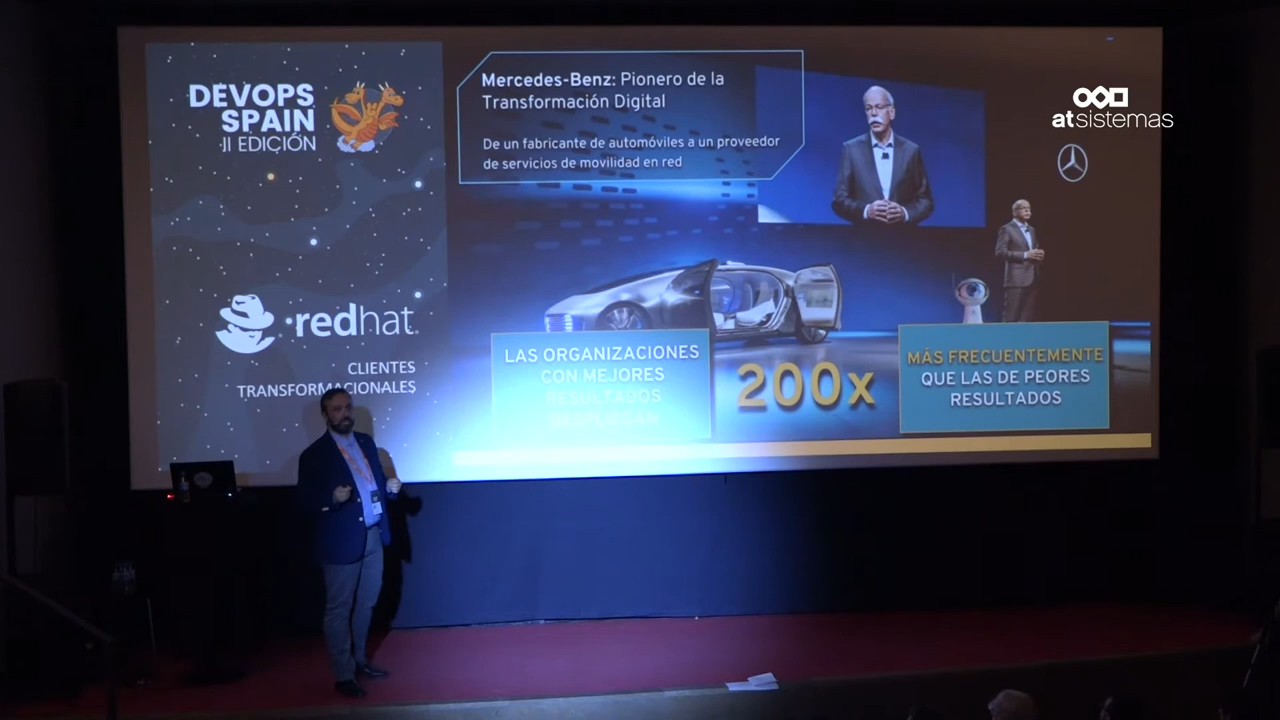 DEVOPS
SPAIN
II EDICIÓN
redhat.
CLIENTES
TRANSFORMACIONALES
Mercedes-Benz: Pionero de la
Transformación Digital
De un fabricante de automóviles a un proveedor
de servicios de movilidad en red
atsistemas
LAS ORGANIZACIONES
CON MEJORES
RESULTADOS
DESPLIEGAN
200x
MÁS FRECUENTEMENTE
QUE LAS DE PEORES
RESULTADOS